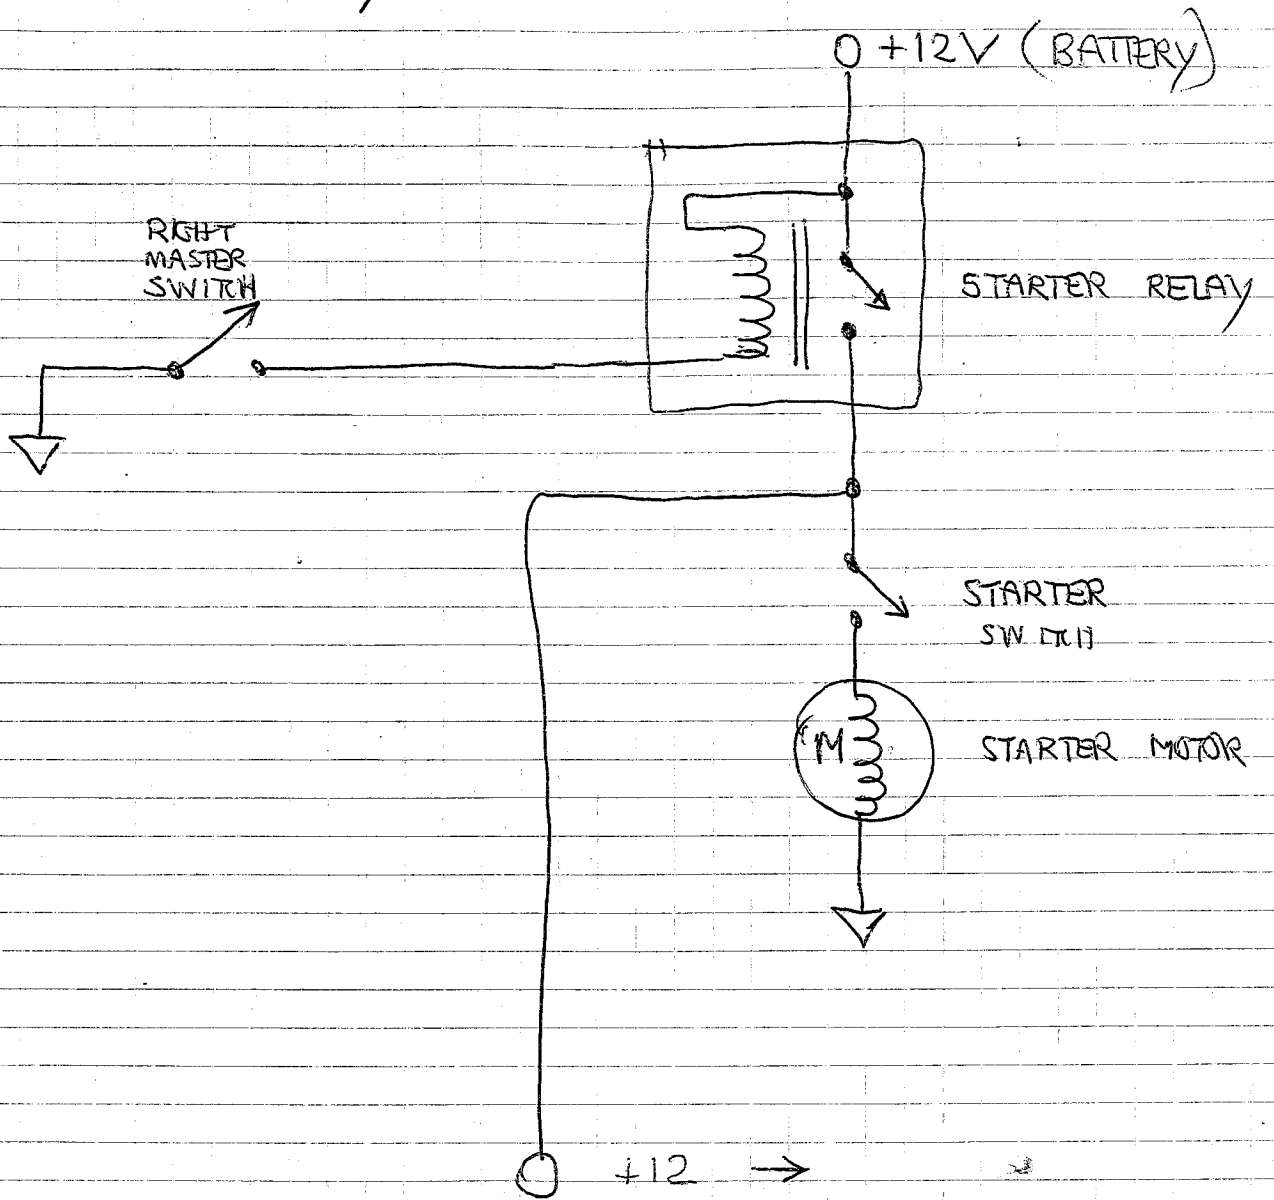 +12V (BATTERY)
RIGHT
MASTER
SWITCH
STARTER RELAY
STARTER
SWITCH
M
STARTER MOTOR
+12 →